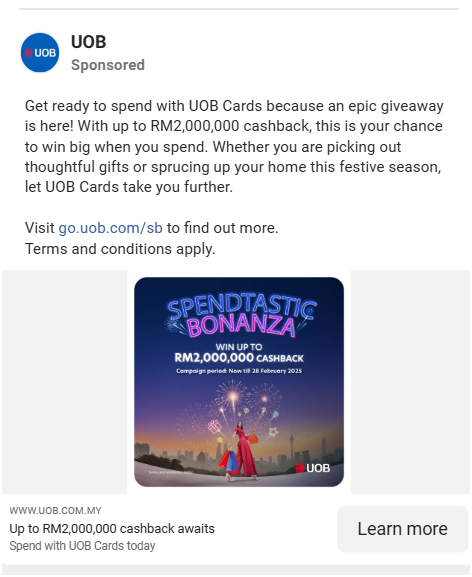 UOB
UOB
Sponsored
Get ready to spend with UOB Cards because an epic giveaway
is here! With up to RM2,000,000 cashback, this is your chance
to win big when you spend. Whether you are picking out
thoughtful gifts or sprucing up your home this festive season,
let UOB Cards take you further.
Visit go.uob.com/sb to find out more.
Terms and conditions apply.
SPENDTASTIC
BONANZA
WIN UP TO
RM2,000,000 CASHBACK
Campaign period: Now till 28 February 2025
UOB
WWW.UOB.COM.MY
Up to RM2,000,000 cashback awaits
Spend with UOB Cards today
Learn more